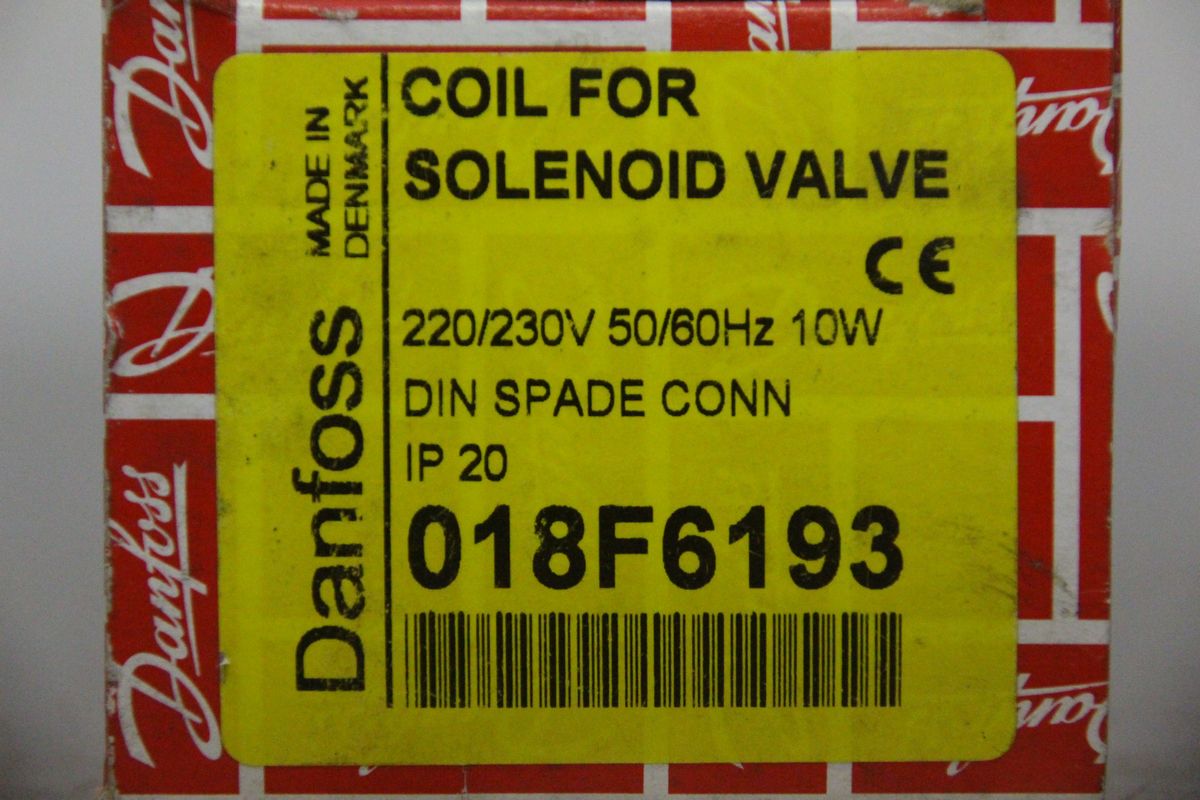 COIL FOR
SOLENOID VALVE
CE
220/230V 50/60Hz 10W
DIN SPADE CONN
IP 20
018F6193
MADE IN
DENMARK
Danfoss
Danfoss